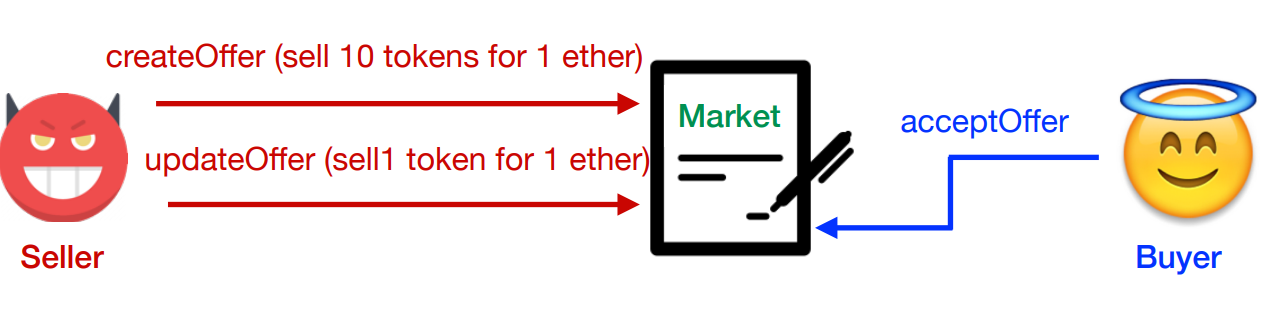 createOffer (sell 10 tokens for 1 ether)
Market
acceptOffer
updateOffer (sell1 token for 1 ether)
Seller
Buyer